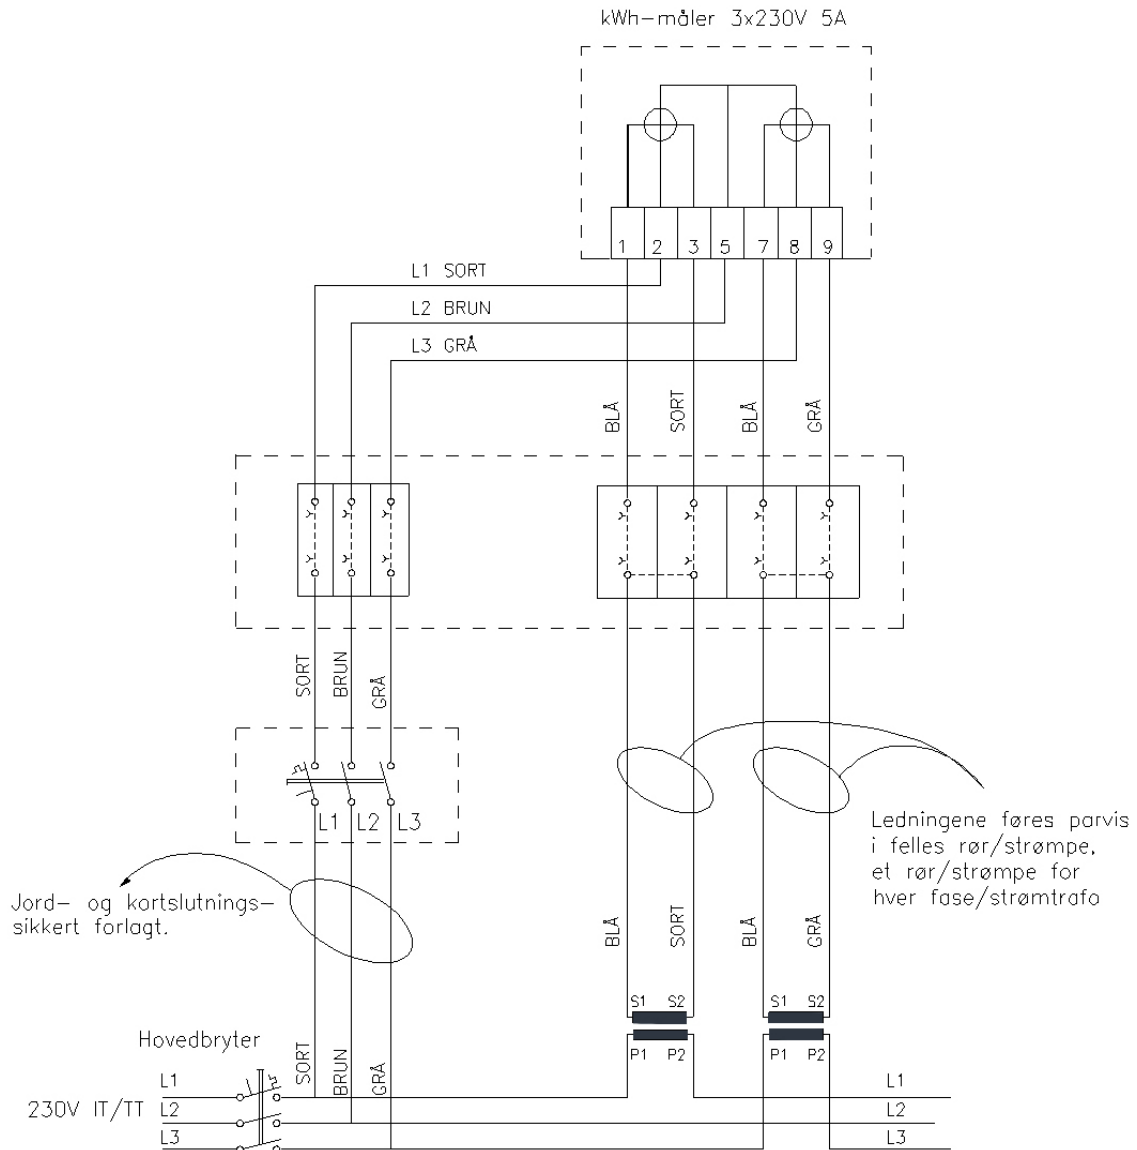 kWh-måler 3x230V 5A
1 2 3 5 7 8 9
L1 SORT
L2 BRUN
L3 GRÅ
BLÅ SORT BLÅ GRÅ
SORT BRUN GRÅ
L1 L2 L3
Ledningene føres parvis
i felles rør/strømpe,
et rør/strømpe for
hver fase/strømtrafo
Jord- og kortslutnings-
sikkert forlagt.
BLÅ SORT BLÅ GRÅ
S1 S2 S1 S2
P1 P2 P1 P2
Hovedbryter
SORT BRUN GRÅ
L1 L1
230V IT/TT L2 L2
L3 L3